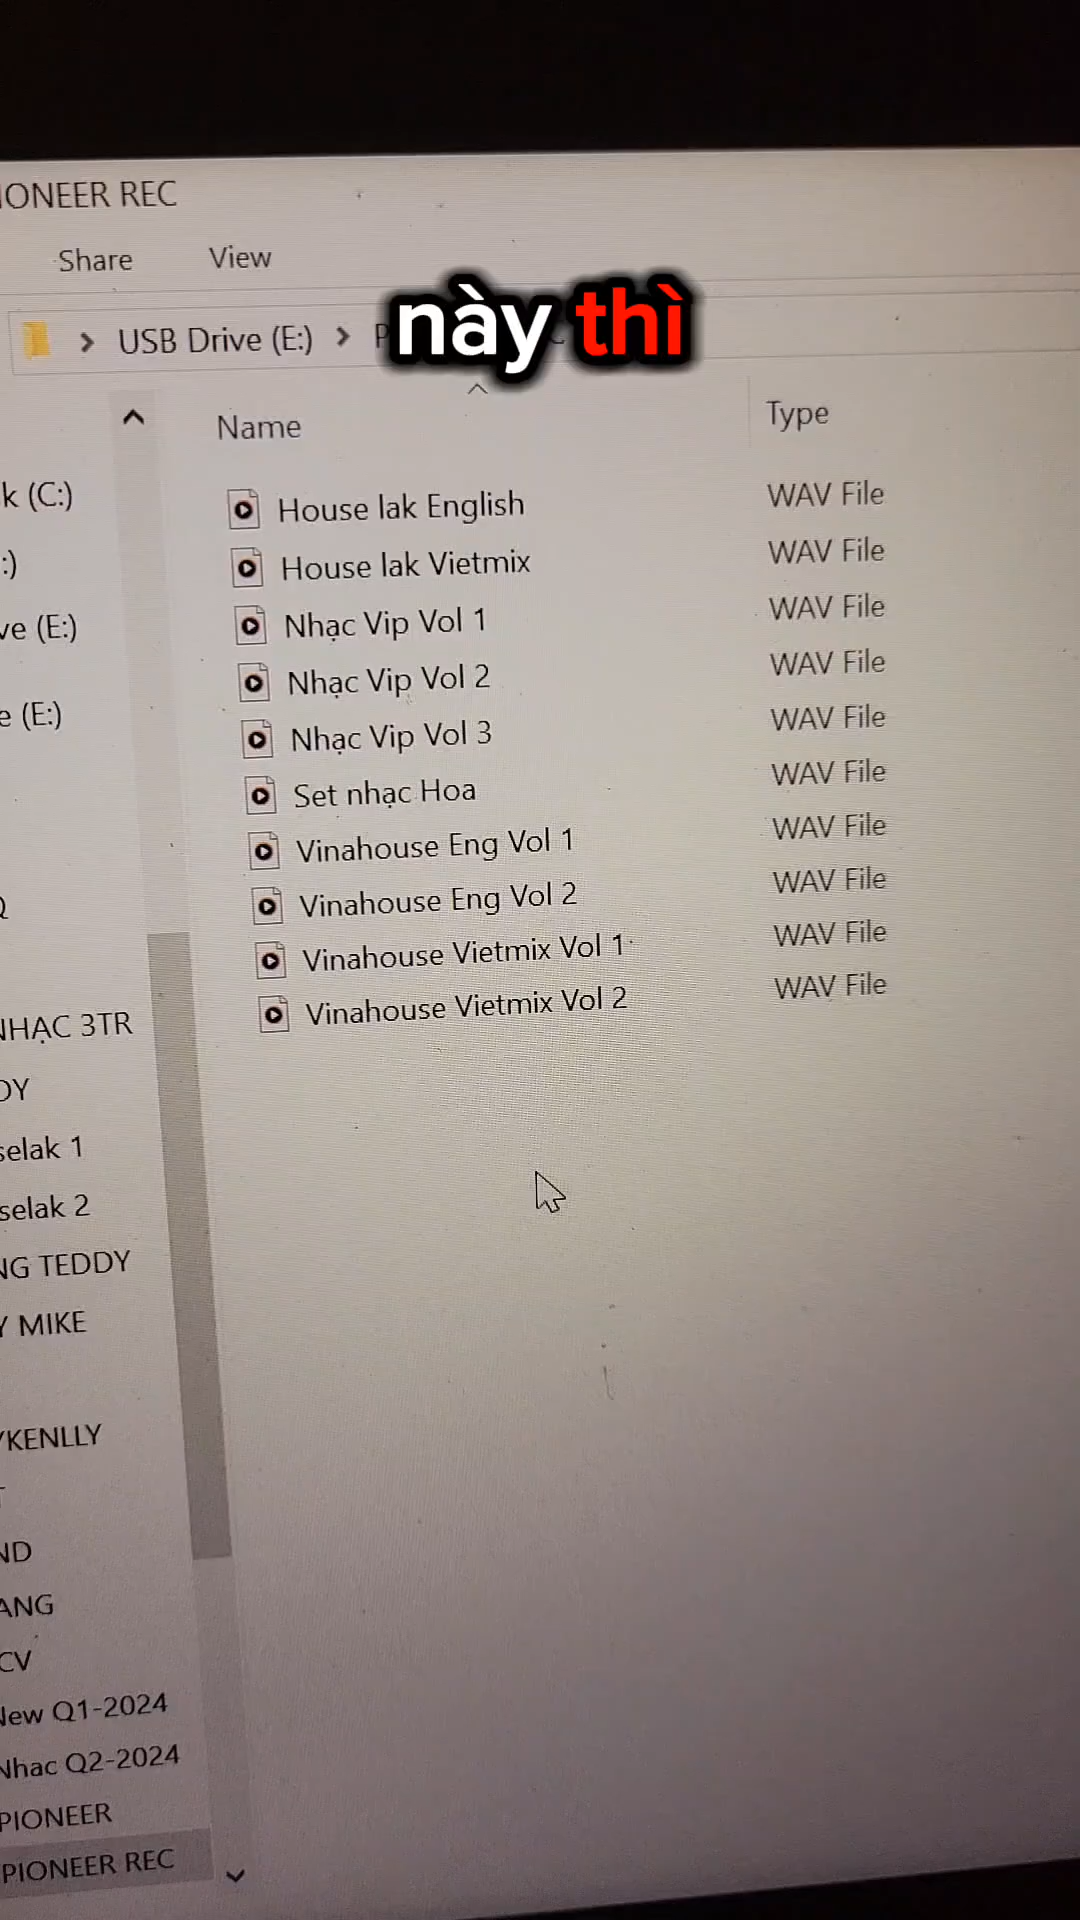 IONEER REC
Share View
> USB Drive (E:) >
này thì
Name Type
House lak English WAV File
House lak Vietmix WAV File
Nhạc Vip Vol 1 WAV File
Nhạc Vip Vol 2 WAV File
Nhạc Vip Vol 3 WAV File
Set nhạc Hoa WAV File
Vinahouse Eng Vol 1 WAV File
Vinahouse Eng Vol 2 WAV File
Vinahouse Vietmix Vol 1 WAV File
Vinahouse Vietmix Vol 2 WAV File
k (C:)
:)
ve (E:)
e (E:)
Q
NHẠC 3TR
DY
selak 1
selak 2
NG TEDDY
Y MIKE
YKENLLY
T
ND
ANG
CV
New Q1-2024
Nhac Q2-2024
PIONEER
PIONEER REC